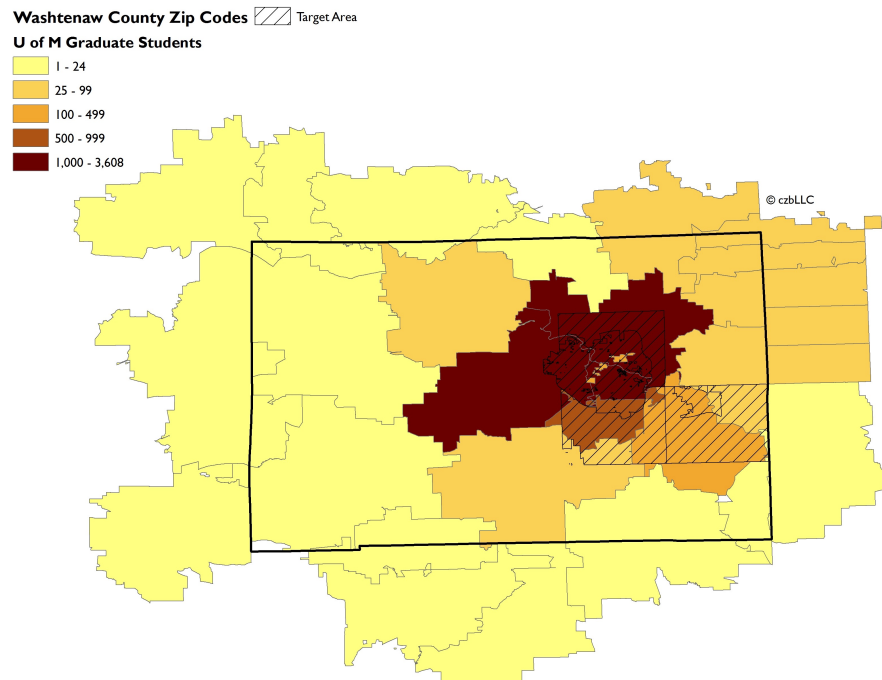 Washtenaw County Zip Codes Target Area
U of M Graduate Students
1 - 24
25 - 99
100 - 499
500 - 999
1,000 - 3,608
© czbLLC